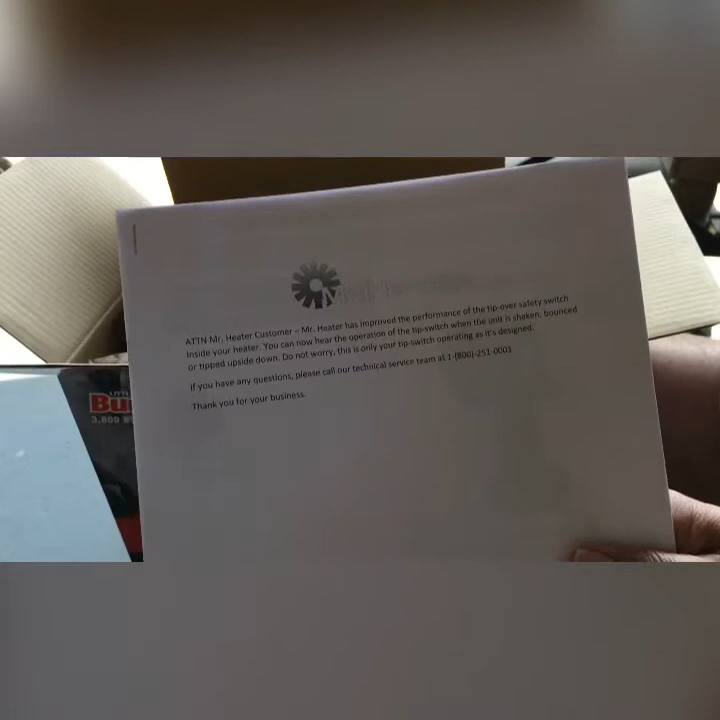 ATTN Mr. Heater Customer – Mr. Heater has improved the performance of the tip-over safety switch
inside your heater. You can now hear the operation of the tip-switch when the unit is shaken, bounced
or tipped upside down. Do not worry, this is only your tip-switch operating as it's designed.
If you have any questions, please call our technical service team at 1-(800)-251-0001
Thank you for your business.
Bu
3,800 B